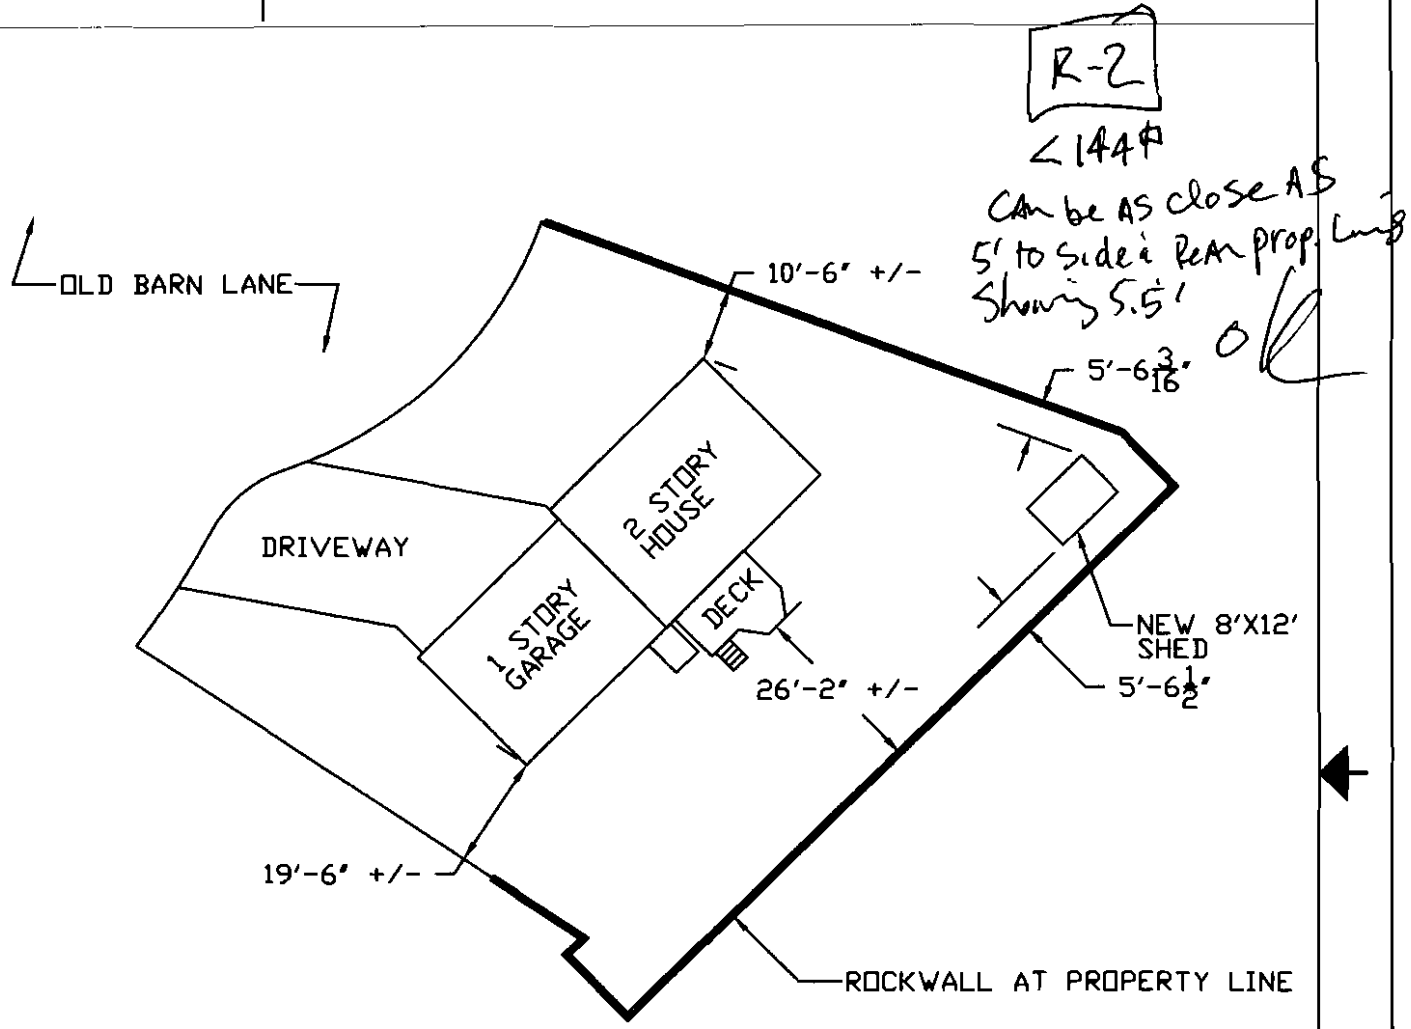 R-2
<144⌀
Can be AS close AS
5' to Side & Rear prop. Lines
Showing 5.5'
OK
OLD BARN LANE
10'-6" +/-
5'-6 3/16"
2 STORY
HOUSE
DRIVEWAY
1 STORY
GARAGE
DECK
NEW 8'X12'
SHED
5'-6 1/2"
26'-2" +/-
19'-6" +/-
ROCKWALL AT PROPERTY LINE